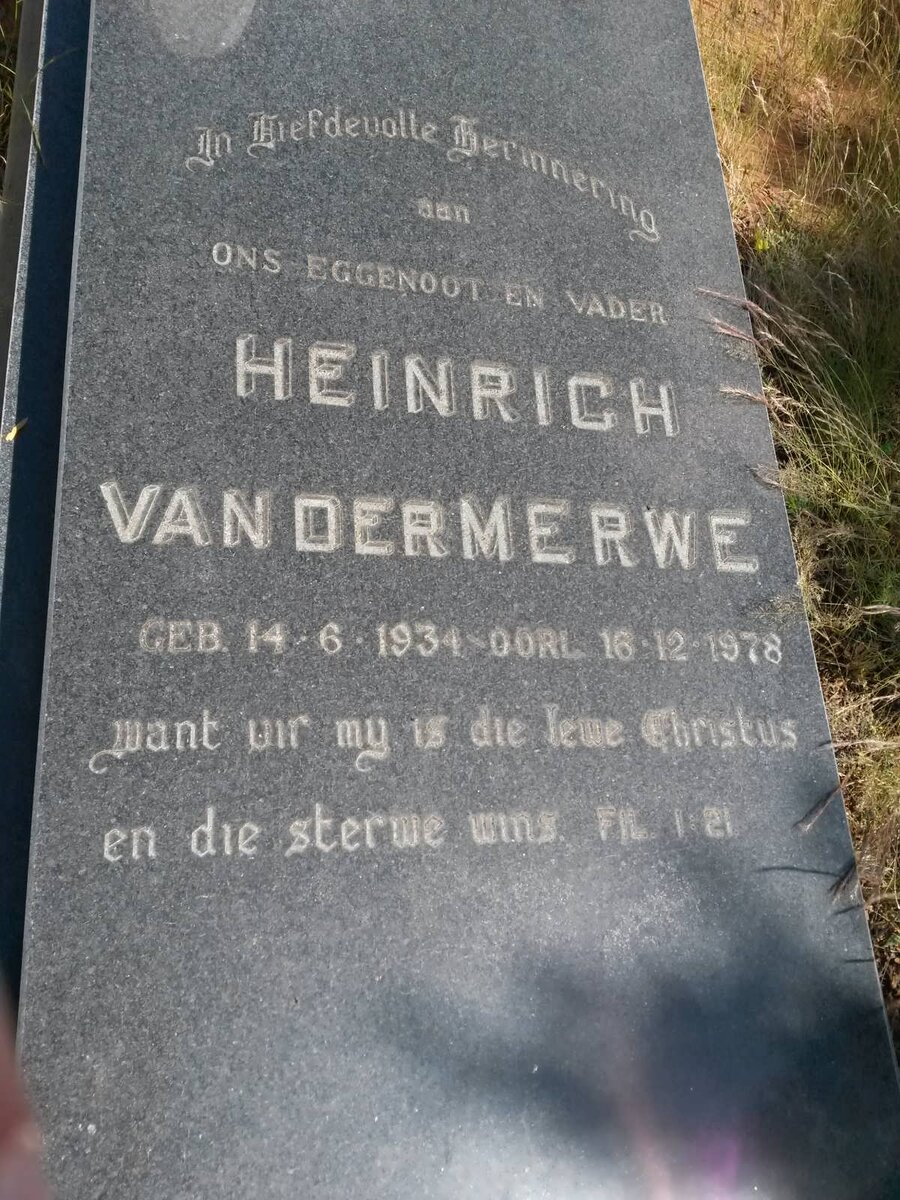 In Liefdevolle Herinnering
aan
ONS EGGENOOT EN VADER
HEINRICH
VAN DER MERWE
GEB. 14·6·1934~OORL. 16·12·1978
want vir my is die lewe Christus
en die sterwe wins. FIL. 1:21